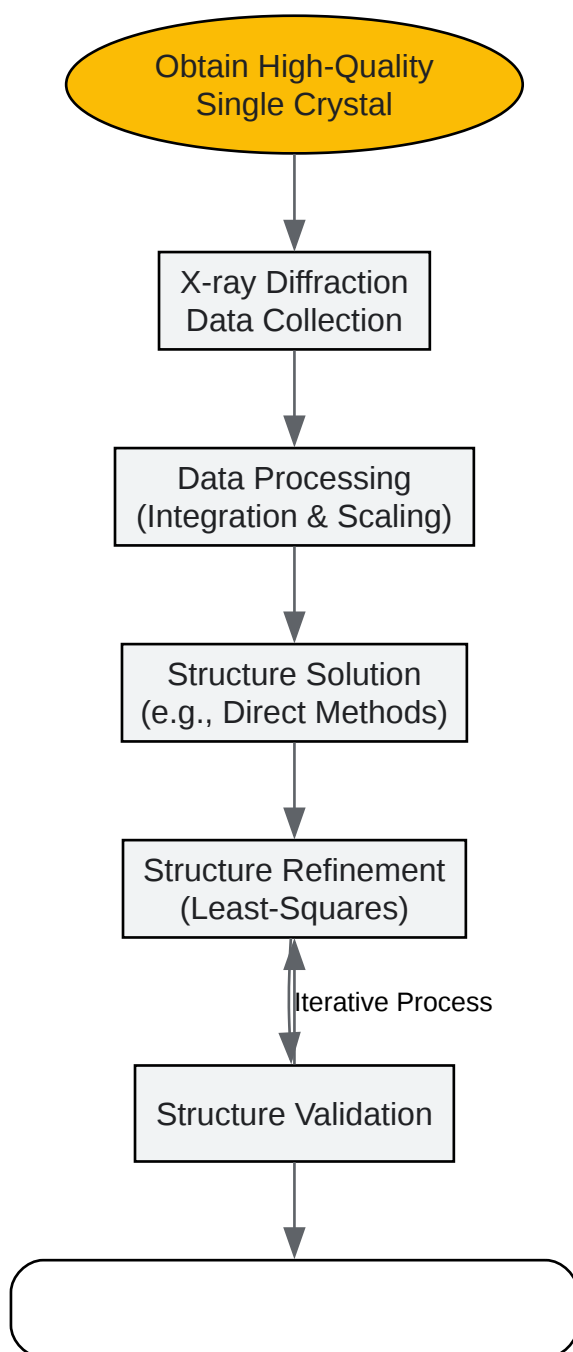 Obtain High-Quality
Single Crystal
X-ray Diffraction
Data Collection
Data Processing
(Integration & Scaling)
Structure Solution
(e.g., Direct Methods)
Structure Refinement
(Least-Squares)
Iterative Process
Structure Validation